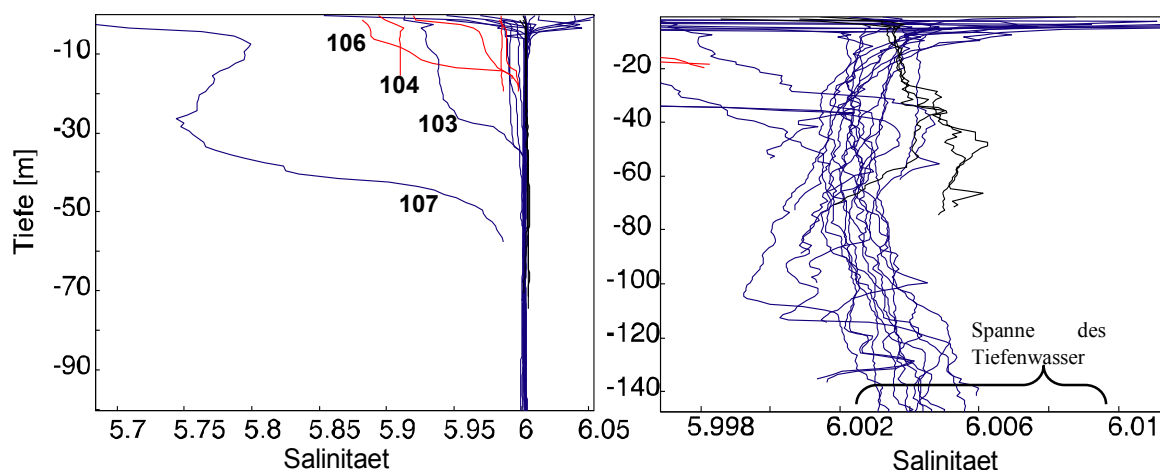 -10
-30
-50
-70
-90
Tiefe [m]
106
104
103
107
5.7 5.75 5.8 5.85 5.9 5.95 6 6.05
Salinitaet
-20
-40
-60
-80
-100
-120
-140
Spanne des
Tiefenwasser
5.998 6.002 6.006 6.01
Salinitaet